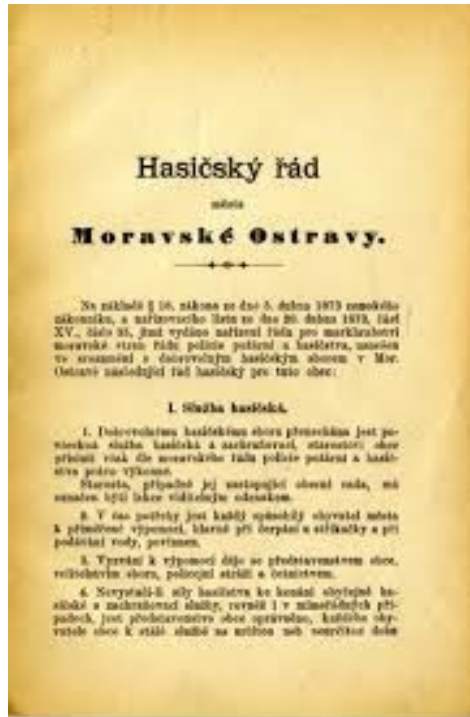 Hasičský řád
města
Moravské Ostravy.
Na základě § 16. zákona ze dne 5. dubna 1873 zemského
zákonníku, a nařizovacího listu ze dne 20. dubna 1873, část
XV., číslo 35, jímž vydáno nařízení řádu pro markhrabství
moravské stran řádu policie požární a hasičstva, usnešen
ve srozumění s dobrovolným hasičským sborem v Mor.
Ostravě následující řád hasičský pro tuto obec:
I. Služba hasičská.
1. Dobrovolnému hasičskému sboru přenechána jest
služba hasičská a zachraňovací, starostovi obce
přísluší však dle moravského řádu policie požární a hasič-
stva právo výkonné.
Starosta, případně jej zastupující obecní rada, má
označen býti lehce viditelným odznakem.
2. V čas potřeby jest každý způsobilý obyvatel města
k přiměřené výpomoci, hlavně při čerpání u stříkačky a při
podávání vody, povinen.
3. Vyzvání k výpomoci děje se představenstvem obce,
velitelstvím sboru, policejní stráží a četnictvem.
4. Nevystačí-li síly hasičstva ku konání obyčejné ha-
sičské a zachraňovací služby, rovněž i v mimořádných pří-
padech, jest představenstvo obce oprávněno, každého oby-
vatele obce k stálé službě na určitou neb neurčitou dobu